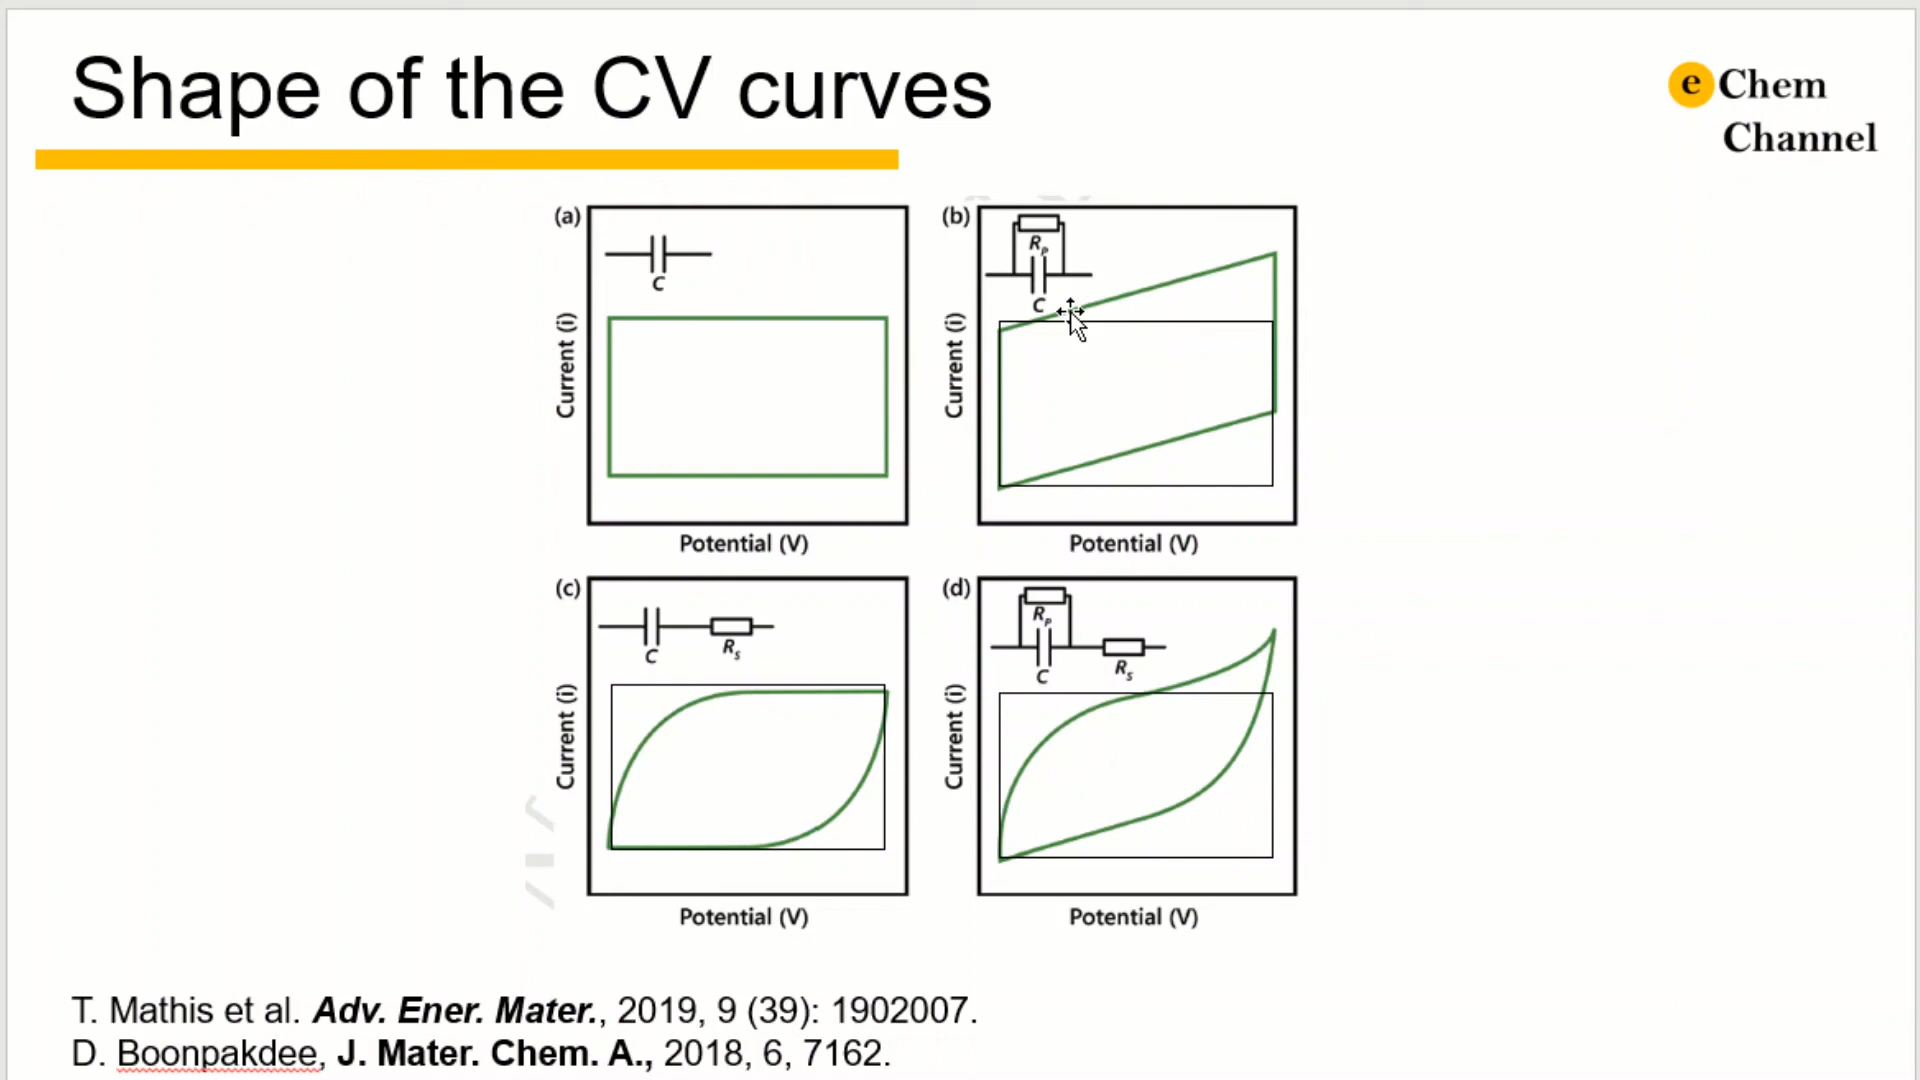 Shape of the CV curves
e Chem
Channel
(a)
C
Current (i)
Potential (V)
(b)
Rp
C
Current (i)
Potential (V)
(c)
C
Rs
Current (i)
Potential (V)
(d)
Rp
C
Rs
Current (i)
Potential (V)
T. Mathis et al. Adv. Ener. Mater., 2019, 9 (39): 1902007.
D. Boonpakdee, J. Mater. Chem. A., 2018, 6, 7162.